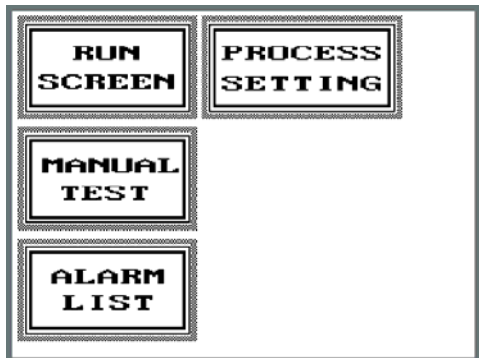 RUN
SCREEN
PROCESS
SETTING
MANUAL
TEST
ALARM
LIST